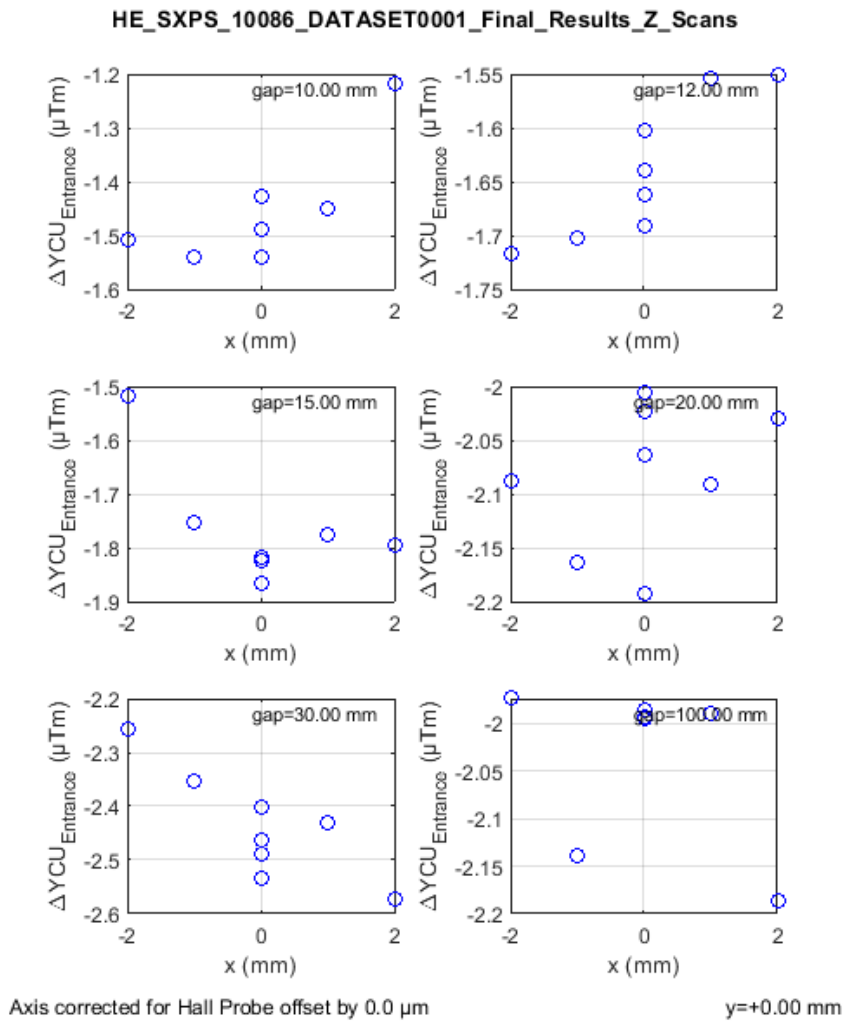 HE_SXPS_10086_DATASET0001_Final_Results_Z_Scans
gap=10.00 mm
-1.2
-1.3
-1.4
-1.5
-1.6
ΔYCU_Entrance (µTm)
-2 0 2
x (mm)
gap=12.00 mm
-1.55
-1.6
-1.65
-1.7
-1.75
ΔYCU_Entrance (µTm)
-2 0 2
x (mm)
gap=15.00 mm
-1.5
-1.6
-1.7
-1.8
-1.9
ΔYCU_Entrance (µTm)
-2 0 2
x (mm)
gap=20.00 mm
-2
-2.05
-2.1
-2.15
-2.2
ΔYCU_Entrance (µTm)
-2 0 2
x (mm)
gap=30.00 mm
-2.2
-2.3
-2.4
-2.5
-2.6
ΔYCU_Entrance (µTm)
-2 0 2
x (mm)
gap=100.00 mm
-2
-2.05
-2.1
-2.15
-2.2
ΔYCU_Entrance (µTm)
-2 0 2
x (mm)
Axis corrected for Hall Probe offset by 0.0 µm
y=+0.00 mm